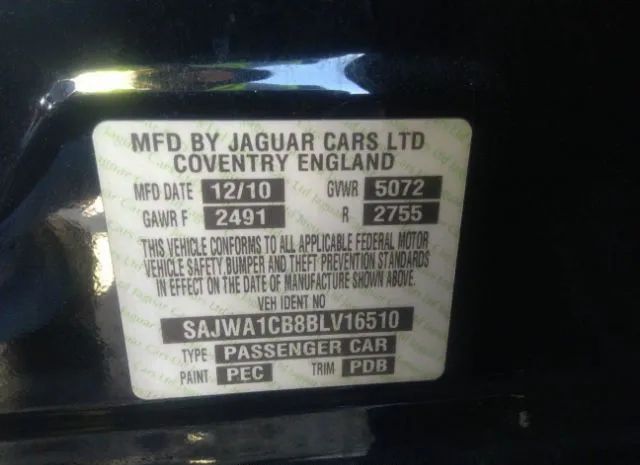 MFD BY JAGUAR CARS LTD
COVENTRY ENGLAND
MFD DATE 12/10 GVWR 5072
GAWR F 2491 R 2755
THIS VEHICLE CONFORMS TO ALL APPLICABLE FEDERAL MOTOR
VEHICLE SAFETY BUMPER AND THEFT PREVENTION STANDARDS
IN EFFECT ON THE DATE OF MANUFACTURE SHOWN ABOVE.
VEH IDENT NO
SAJWA1CB8BLV16510
TYPE PASSENGER CAR
PAINT PEC TRIM PDB